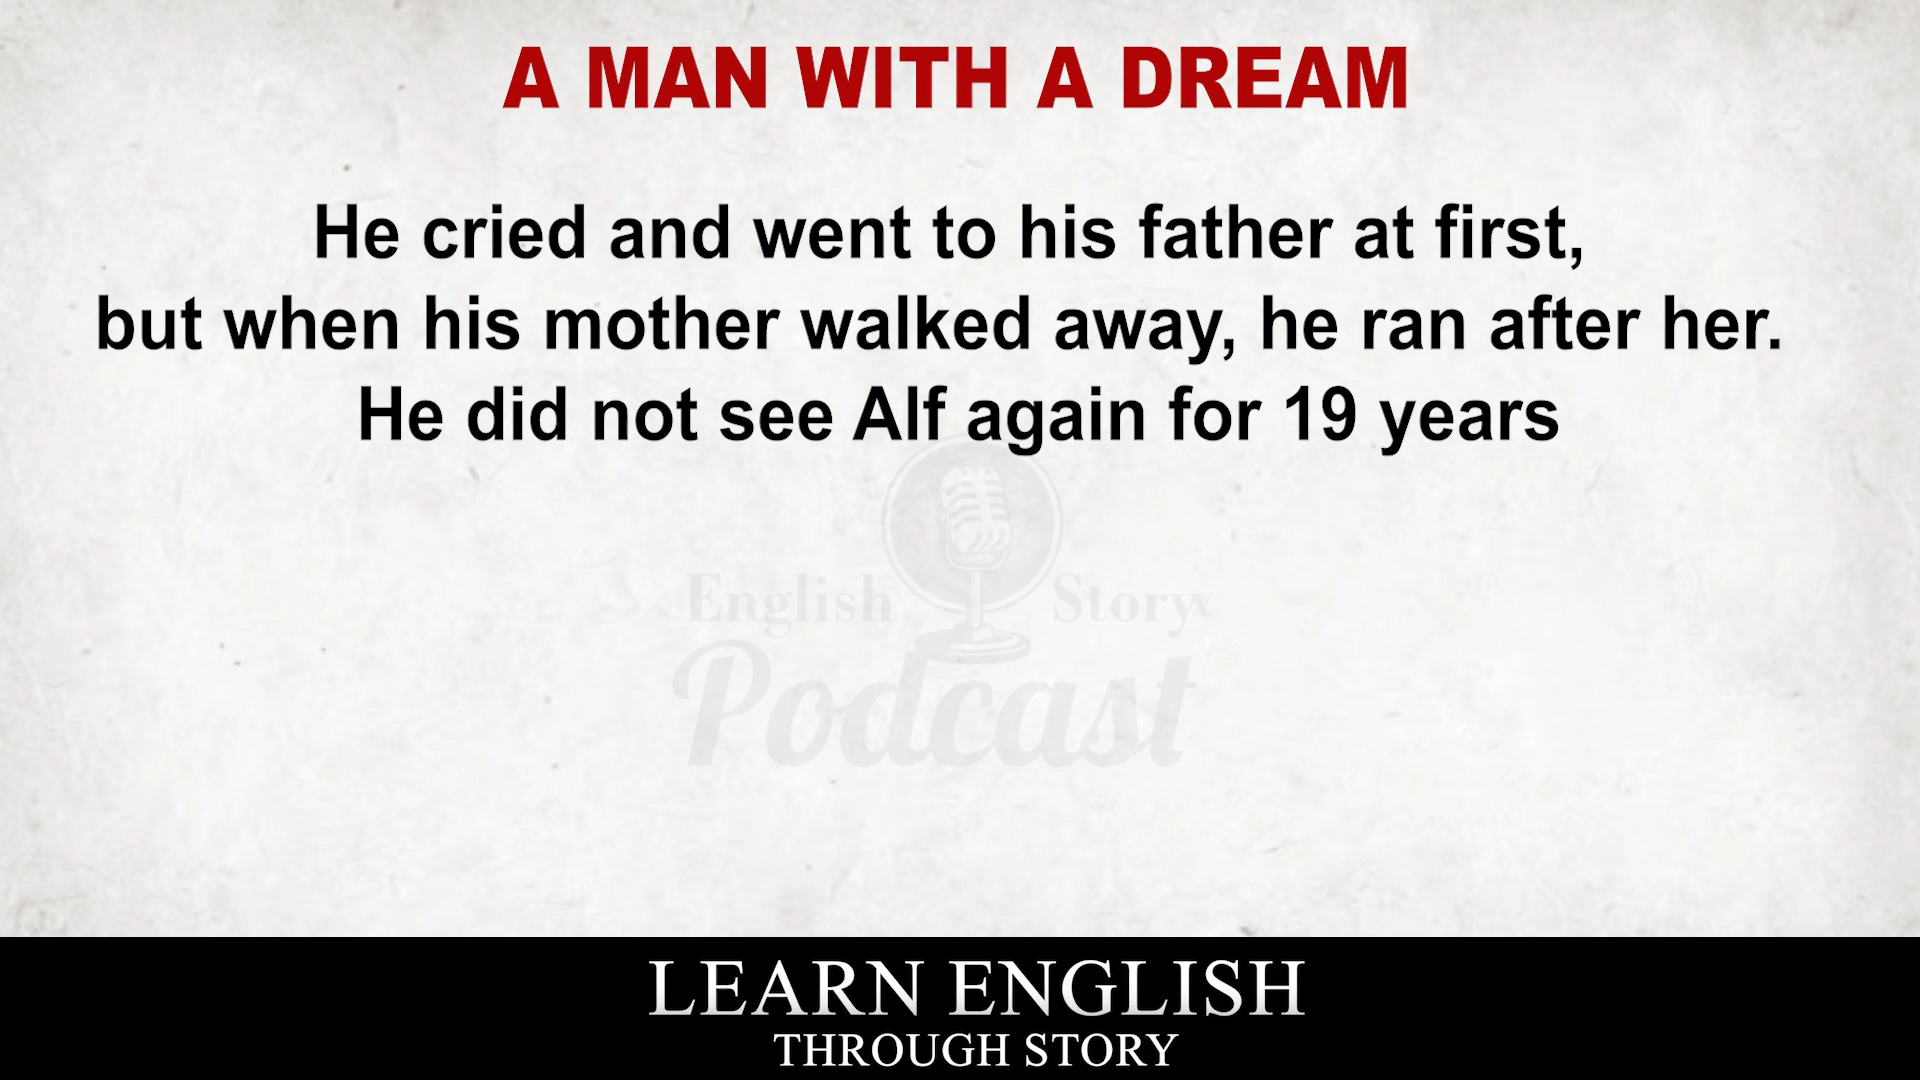 A MAN WITH A DREAM
He cried and went to his father at first,
but when his mother walked away, he ran after her.
He did not see Alf again for 19 years
English Story
Podcast
LEARN ENGLISH
THROUGH STORY